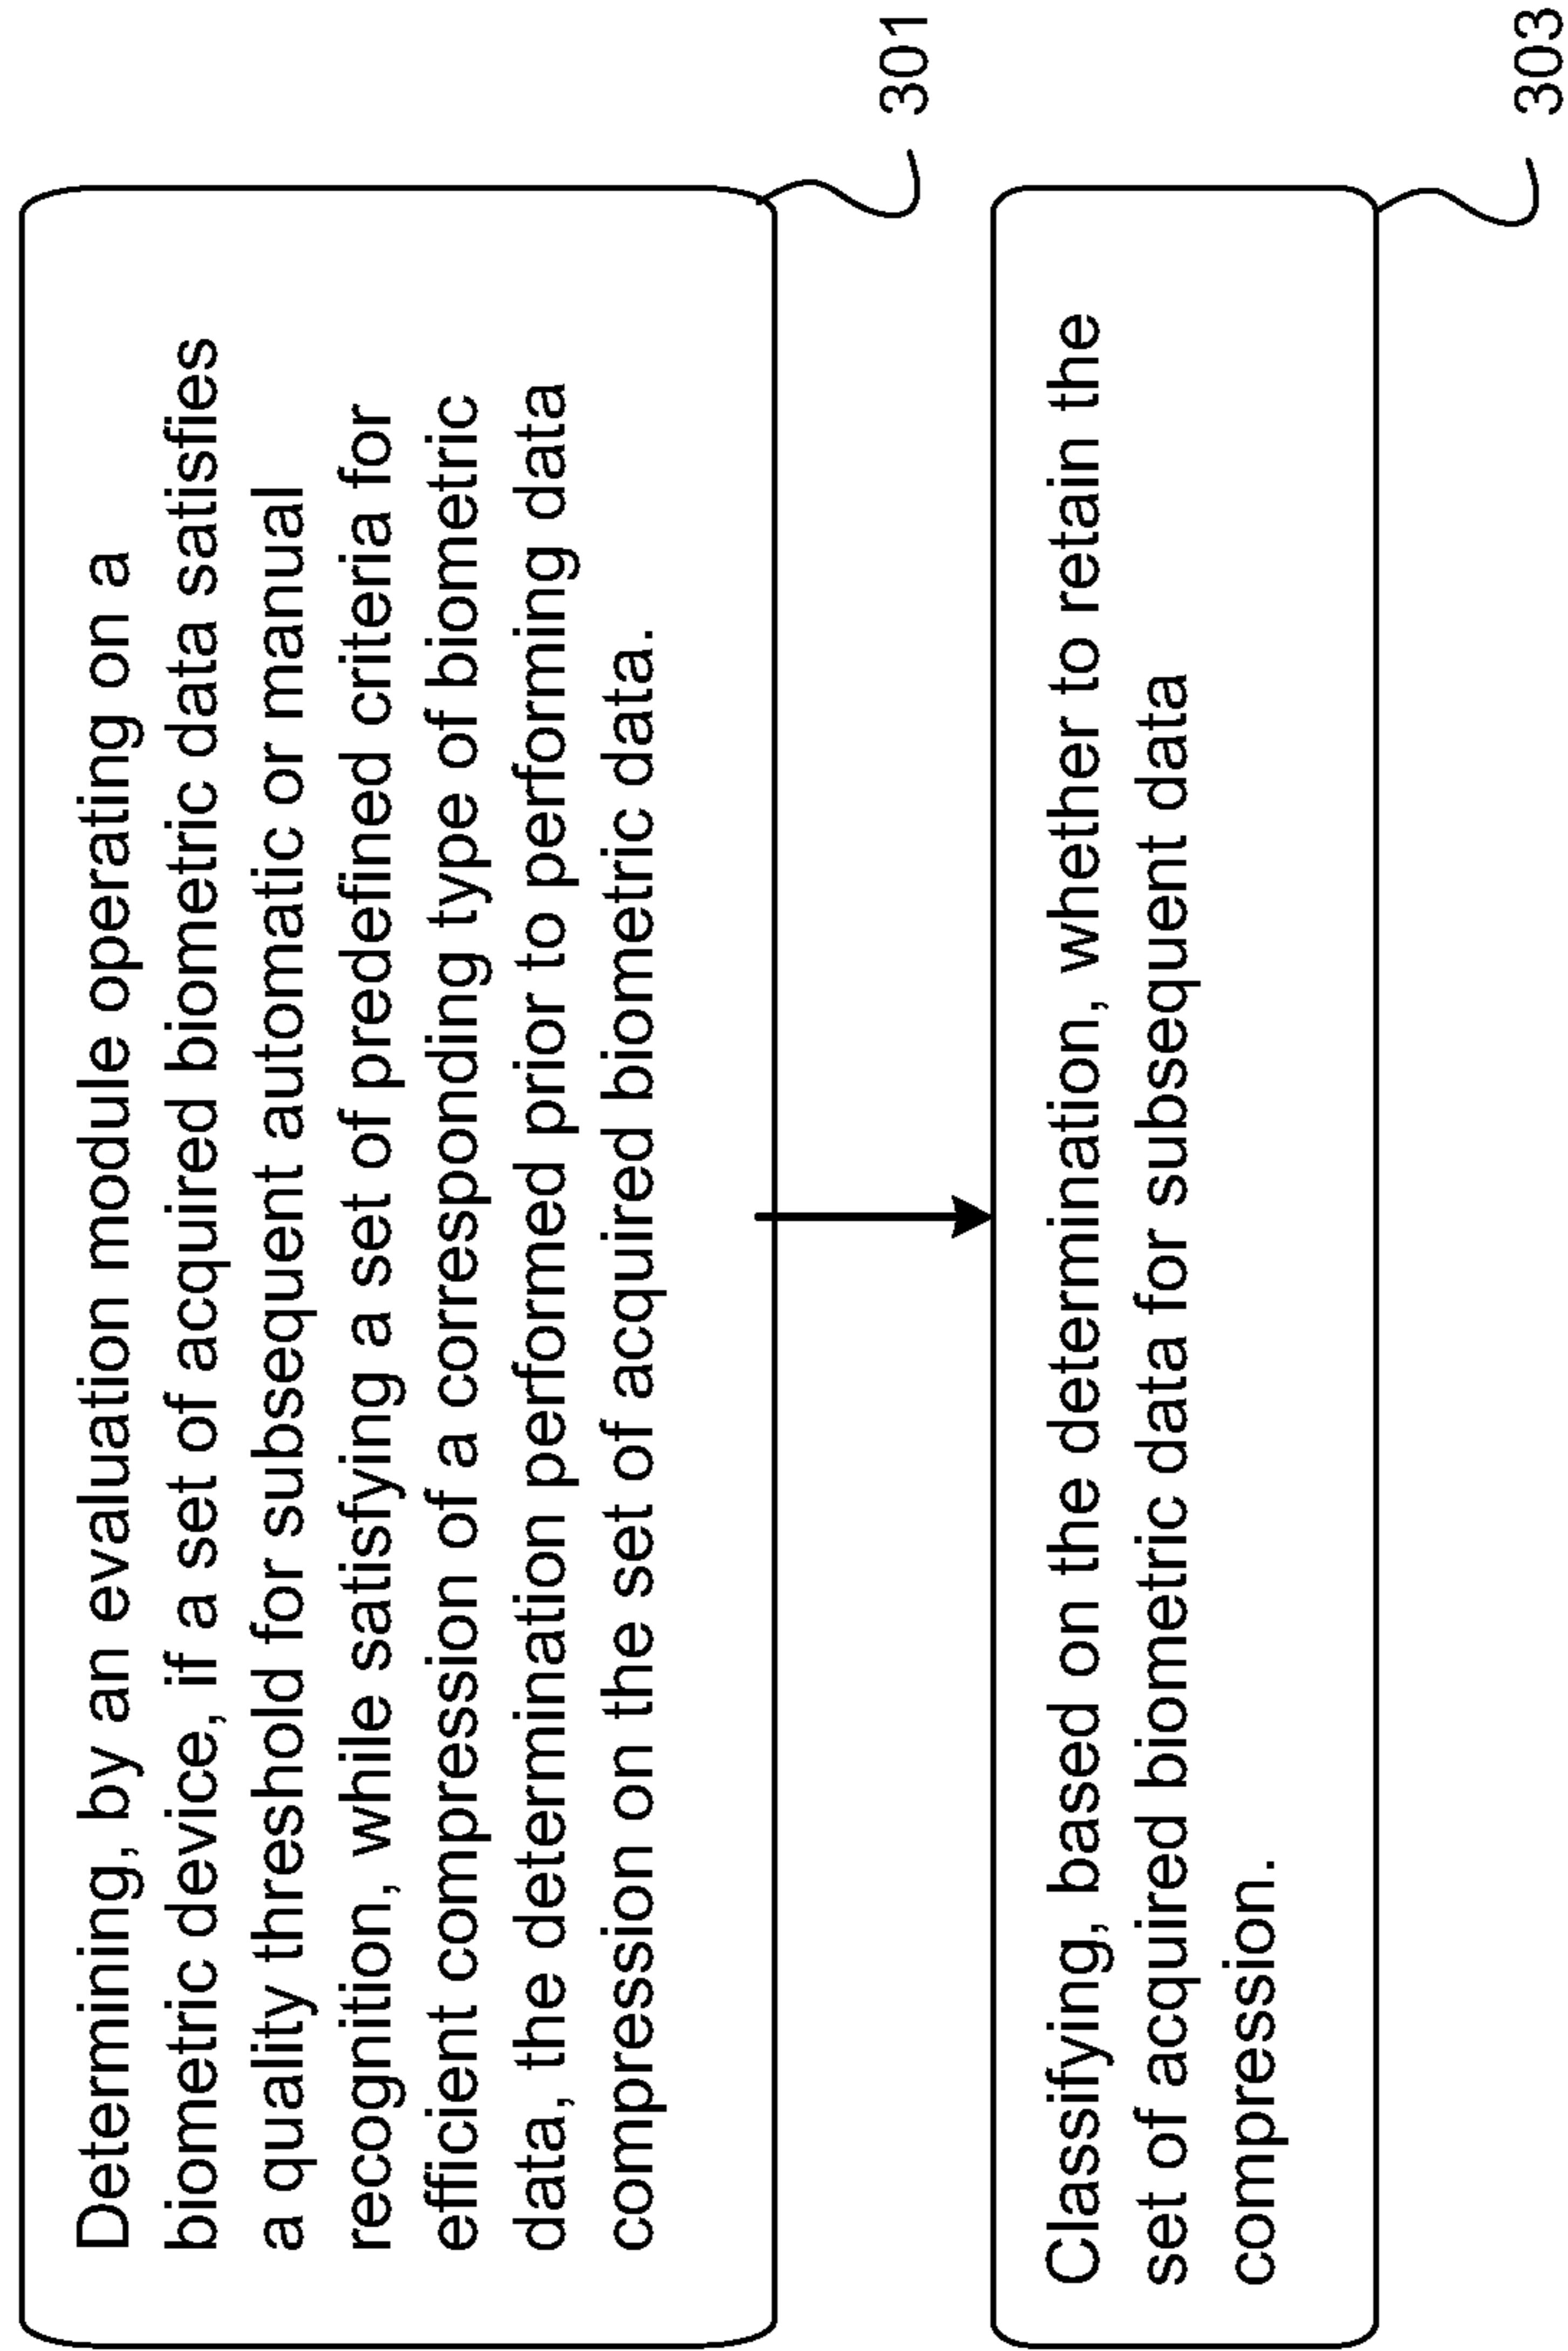 Determining, by an evaluation module operating on a
biometric device, if a set of acquired biometric data satisfies
a quality threshold for subsequent automatic or manual
recognition, while satisfying a set of predefined criteria for
efficient compression of a corresponding type of biometric
data, the determination performed prior to performing data
compression on the set of acquired biometric data.
301
Classifying, based on the determination, whether to retain the
set of acquired biometric data for subsequent data
compression.
303